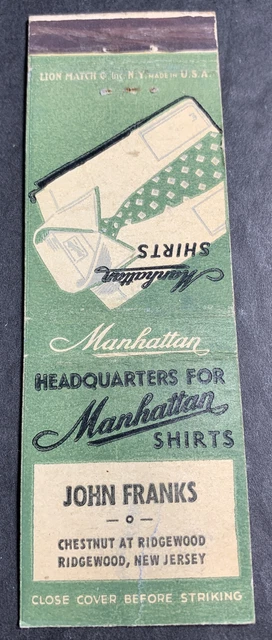 LION MATCH CO. INC. N.Y. MADE IN U.S.A.
Manhattan
SHIRTS
Manhattan
HEADQUARTERS FOR
Manhattan
SHIRTS
JOHN FRANKS
—o—
CHESTNUT AT RIDGEWOOD
RIDGEWOOD, NEW JERSEY
CLOSE COVER BEFORE STRIKING